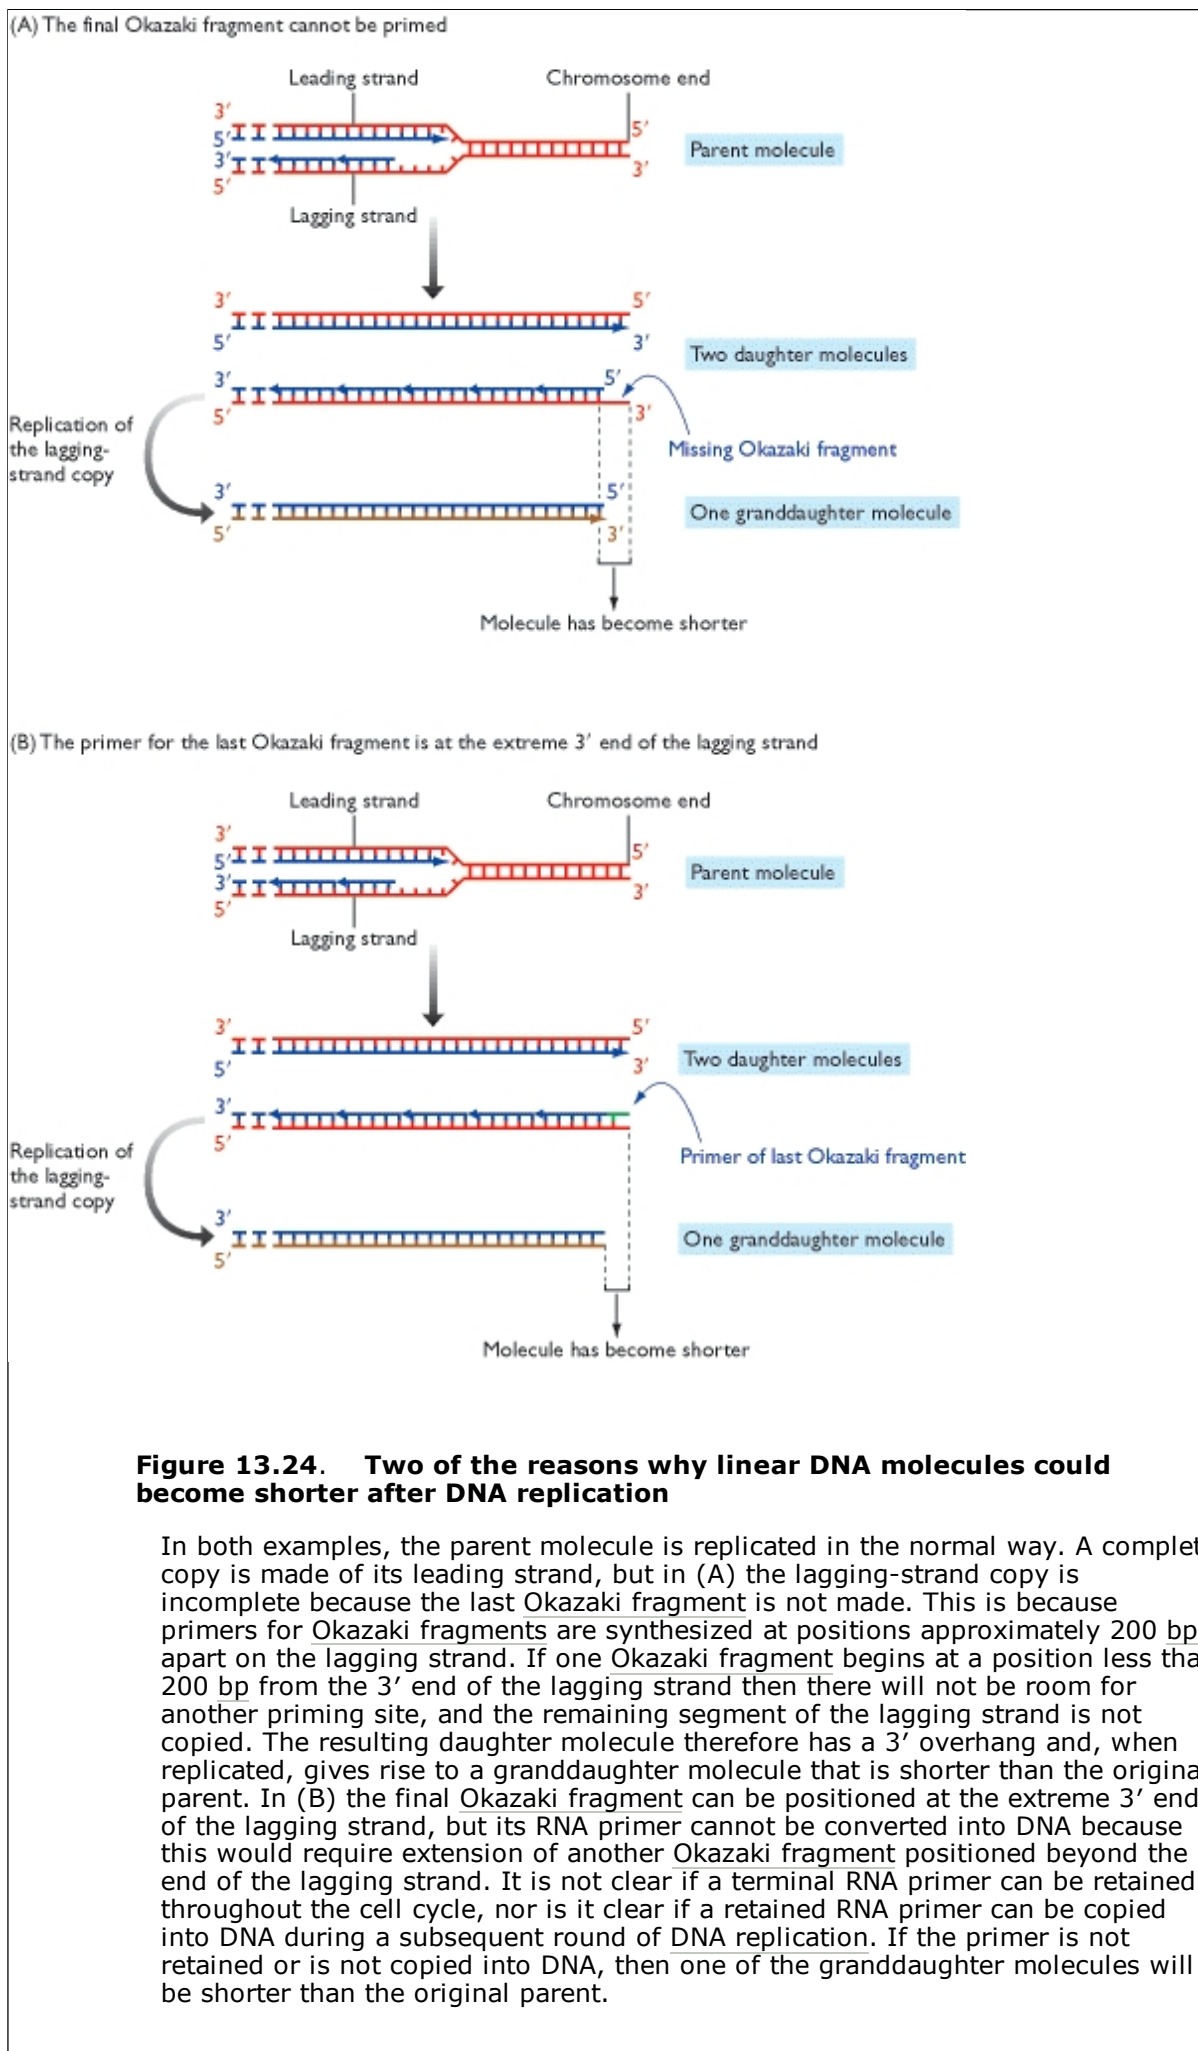 (A) The final Okazaki fragment cannot be primed
Leading strand
Chromosome end
3′
5′
3′
5′
5′
3′
Parent molecule
Lagging strand
3′
5′
5′
3′
Two daughter molecules
3′
5′
5′
3′
Missing Okazaki fragment
Replication of
the lagging-
strand copy
3′
5′
5′
3′
One granddaughter molecule
Molecule has become shorter
(B) The primer for the last Okazaki fragment is at the extreme 3′ end of the lagging strand
Leading strand
Chromosome end
3′
5′
3′
5′
5′
3′
Parent molecule
Lagging strand
3′
5′
5′
3′
Two daughter molecules
3′
5′
Primer of last Okazaki fragment
Replication of
the lagging-
strand copy
3′
5′
One granddaughter molecule
Molecule has become shorter
Figure 13.24. Two of the reasons why linear DNA molecules could
become shorter after DNA replication
In both examples, the parent molecule is replicated in the normal way. A complet
copy is made of its leading strand, but in (A) the lagging-strand copy is
incomplete because the last Okazaki fragment is not made. This is because
primers for Okazaki fragments are synthesized at positions approximately 200 bp
apart on the lagging strand. If one Okazaki fragment begins at a position less tha
200 bp from the 3′ end of the lagging strand then there will not be room for
another priming site, and the remaining segment of the lagging strand is not
copied. The resulting daughter molecule therefore has a 3′ overhang and, when
replicated, gives rise to a granddaughter molecule that is shorter than the origina
parent. In (B) the final Okazaki fragment can be positioned at the extreme 3′ end
of the lagging strand, but its RNA primer cannot be converted into DNA because
this would require extension of another Okazaki fragment positioned beyond the
end of the lagging strand. It is not clear if a terminal RNA primer can be retained
throughout the cell cycle, nor is it clear if a retained RNA primer can be copied
into DNA during a subsequent round of DNA replication. If the primer is not
retained or is not copied into DNA, then one of the granddaughter molecules will
be shorter than the original parent.